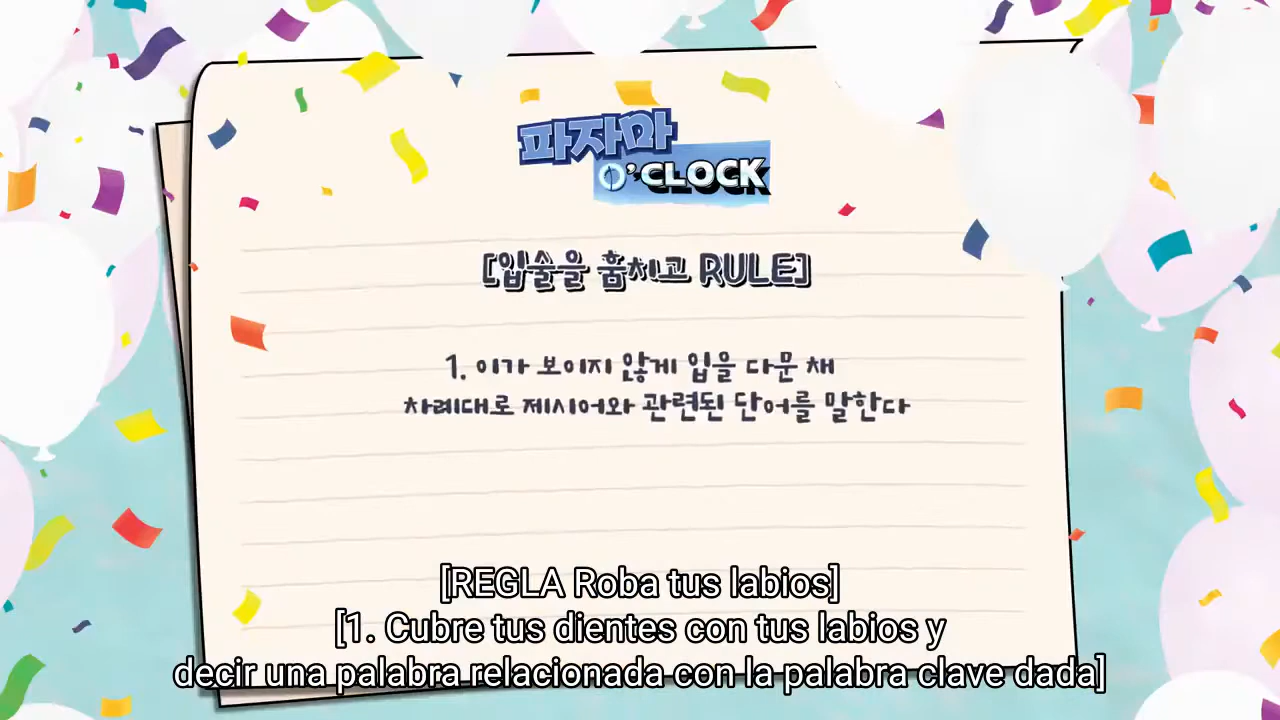 파자마
O'CLOCK
[입술을 훔치고 RULE]
1. 이가 보이지 않게 입을 다문 채
차례대로 제시어와 관련된 단어를 말한다
[REGLA Roba tus labios]
[1. Cubre tus dientes con tus labios y
decir una palabra relacionada con la palabra clave dada]